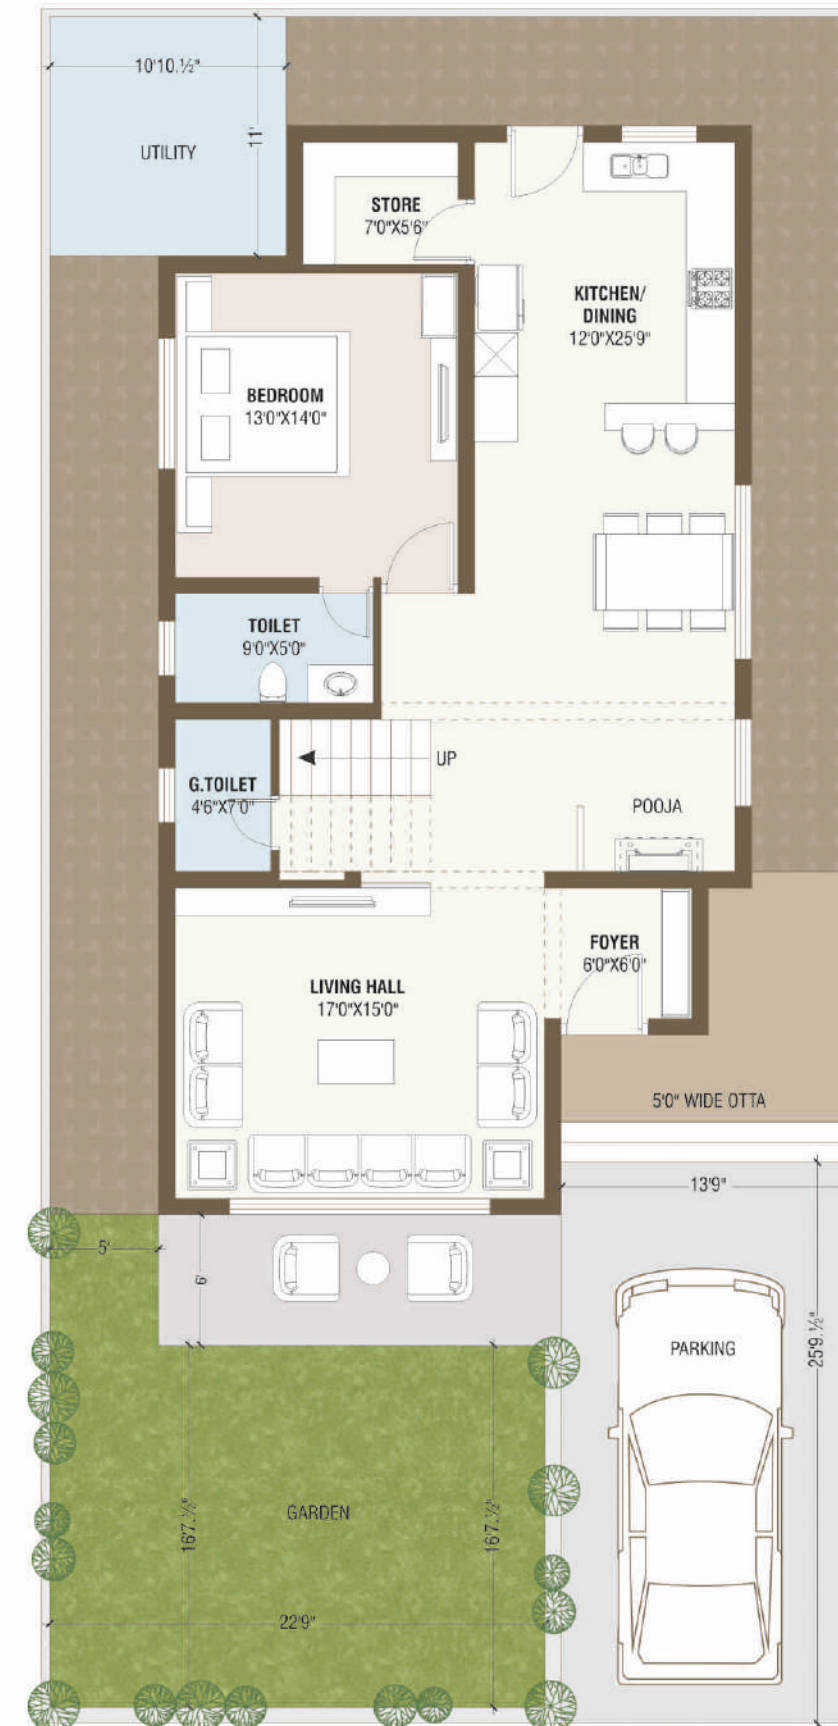 10'10.½"
11'
UTILITY
STORE
7'0"X5'6"
KITCHEN/
DINING
12'0"X25'9"
BEDROOM
13'0"X14'0"
TOILET
9'0"X5'0"
G.TOILET
4'6"X7'0"
UP
POOJA
FOYER
6'0"X6'0"
LIVING HALL
17'0"X15'0"
5'0" WIDE OTTA
13'9"
5'
6'
PARKING
25'9.½"
GARDEN
16'7.½"
16'7.½"
22'9"